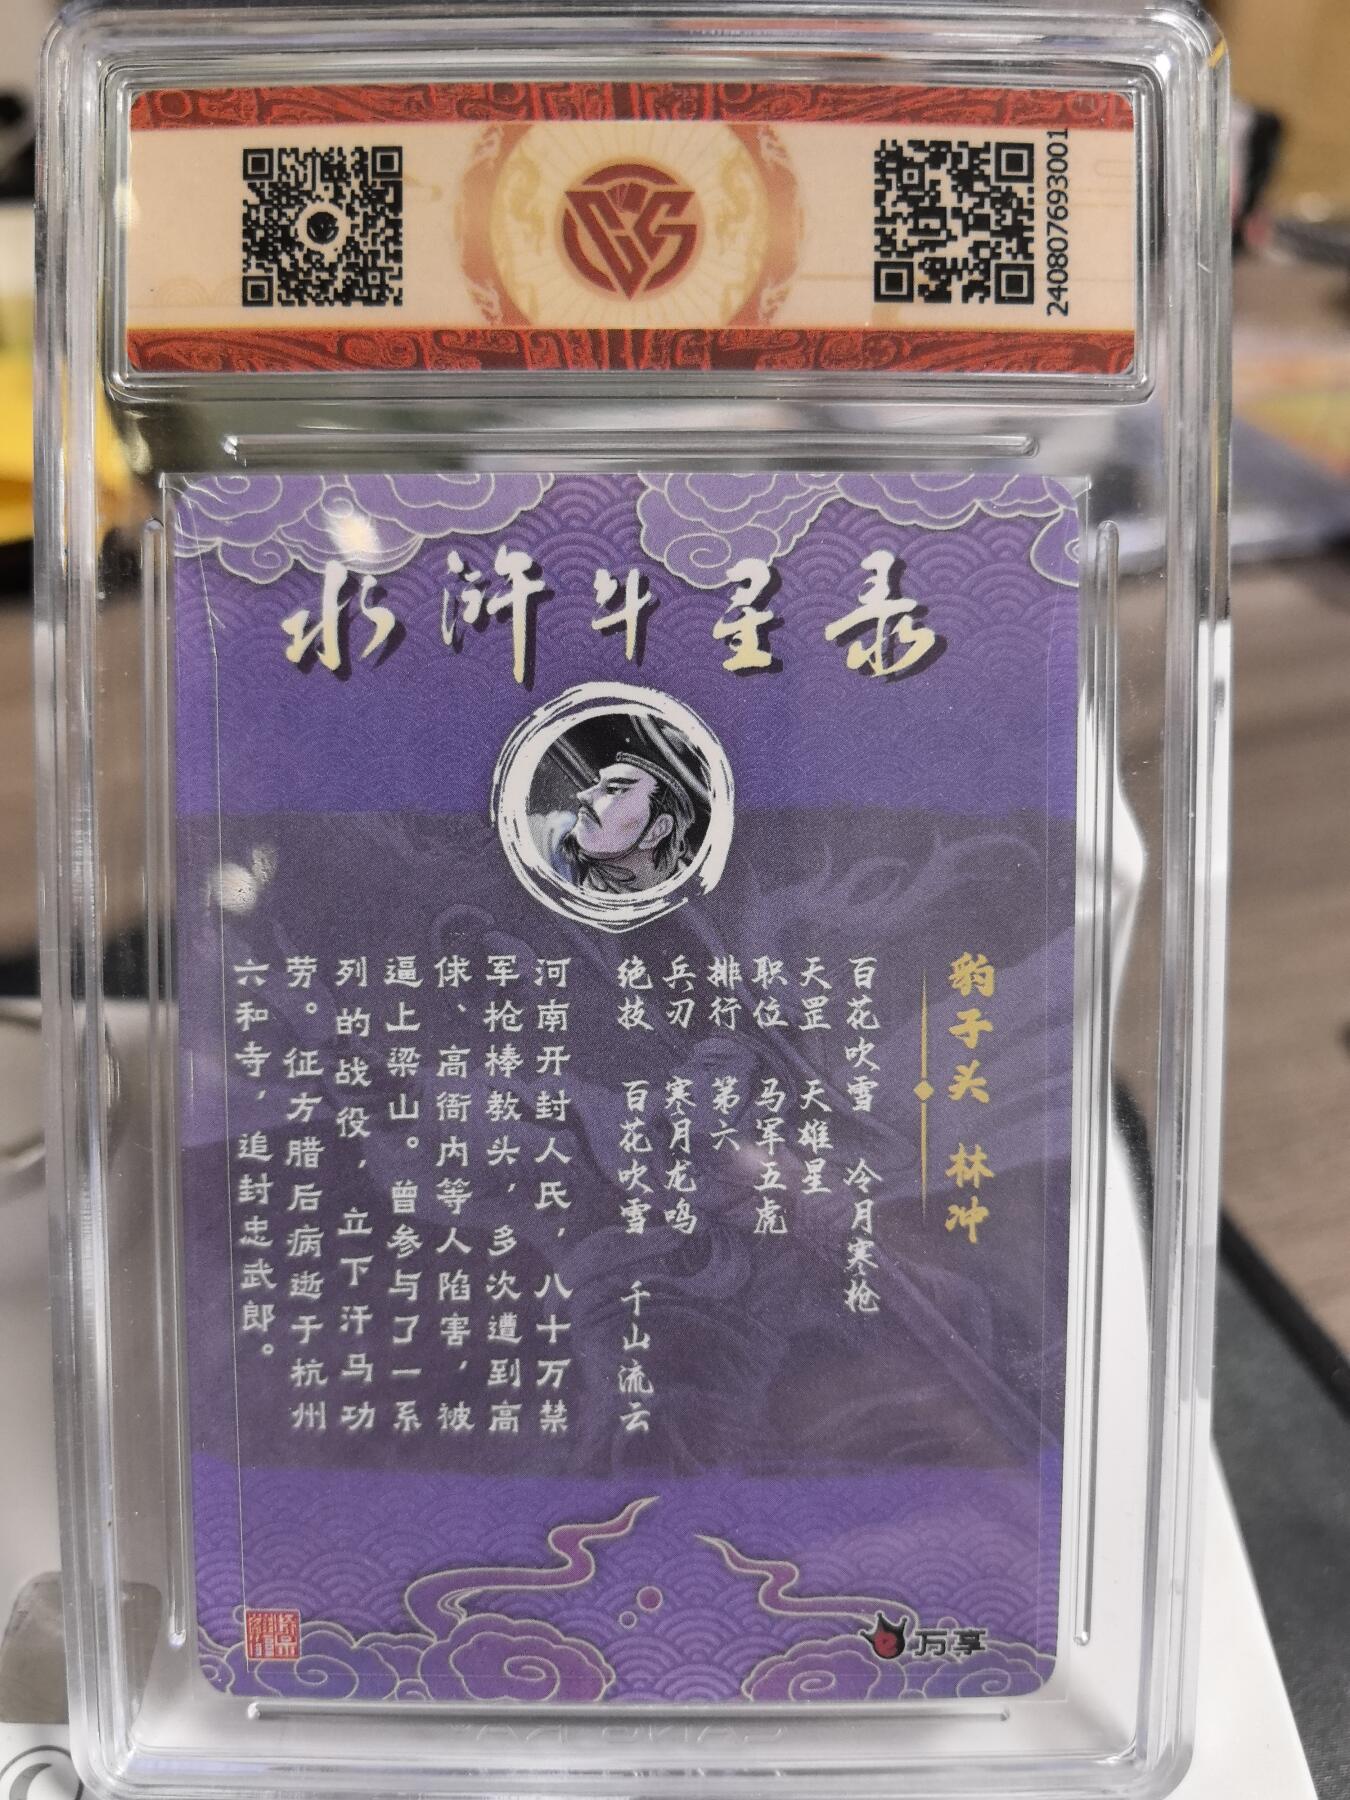 2408076930​01
水浒斗星录
豹子头 林冲
百花吹雪 冷月寒枪
天罡 天雄星
职位 马军五虎
排行 第六
兵刃 寒月龙鸣
绝技 百花吹雪 千山流云
河南开封人氏，八十万禁
军枪棒教头，多次遭到高
俅、高衙内等人陷害，被
逼上梁山。曾参与了一系
列的战役，立下汗马功
劳。征方腊后病逝于杭州
六和寺，追封忠武郎。
万享